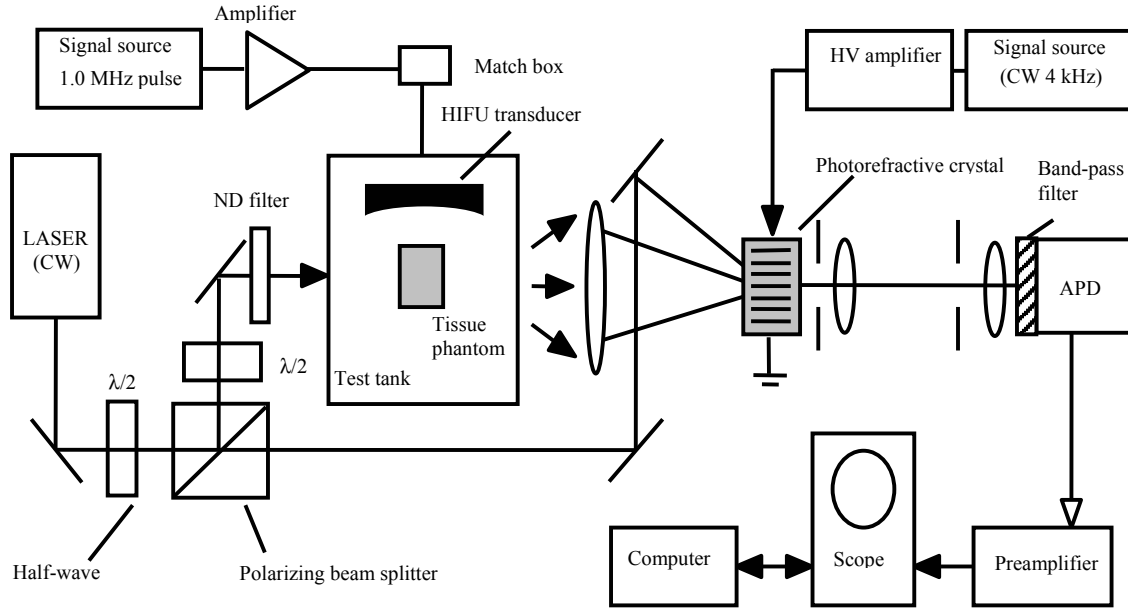 Amplifier
Signal source
1.0 MHz pulse
Match box
HIFU transducer
HV amplifier
Signal source
(CW 4 kHz)
Photorefractive crystal
Band-pass
filter
ND filter
LASER
(CW)
APD
Tissue
phantom
λ/2
Test tank
λ/2
Half-wave
Polarizing beam splitter
Computer
Scope
Preamplifier